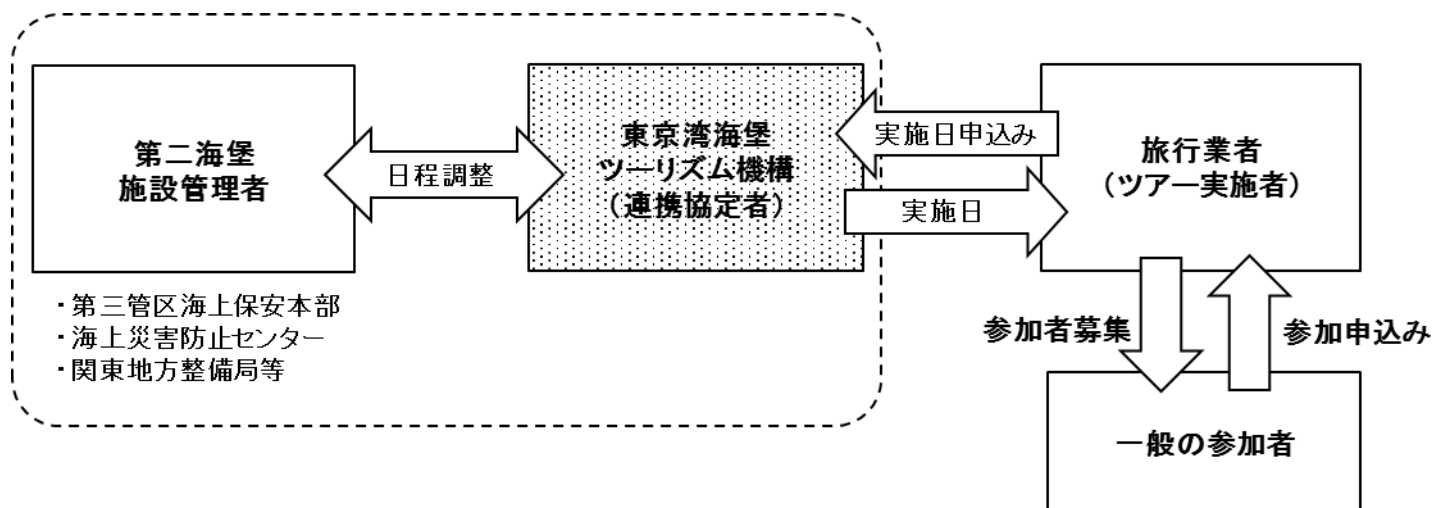 第二海堡
施設管理者
日程調整
東京湾海堡
ツーリズム機構
（連携協定者）
実施日申込み
実施日
旅行業者
（ツアー実施者）
・第三管区海上保安本部
・海上災害防止センター
・関東地方整備局等
参加者募集
参加申込み
一般の参加者